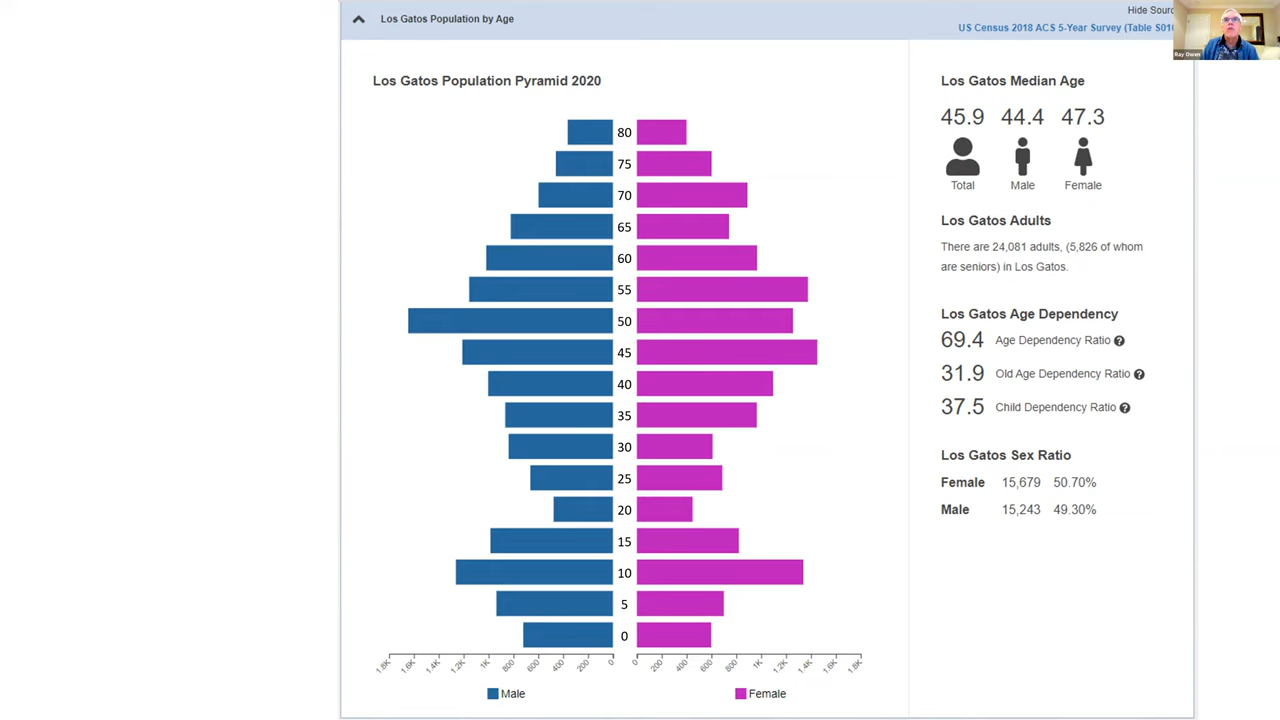 Los Gatos Population by Age
Hide Sour
US Census 2018 ACS 5-Year Survey (Table S01
Ray Owen
Los Gatos Population Pyramid 2020
80
75
70
65
60
55
50
45
40
35
30
25
20
15
10
5
0
1.8K 1.6K 1.4K 1.2K 1K 800 600 400 200 0 0 200 400 600 800 1K 1.2K 1.4K 1.6K 1.8K
Male Female
Los Gatos Median Age
45.9 44.4 47.3
Total Male Female
Los Gatos Adults
There are 24,081 adults, (5,826 of whom
are seniors) in Los Gatos.
Los Gatos Age Dependency
69.4 Age Dependency Ratio ?
31.9 Old Age Dependency Ratio ?
37.5 Child Dependency Ratio ?
Los Gatos Sex Ratio
Female 15,679 50.70%
Male 15,243 49.30%